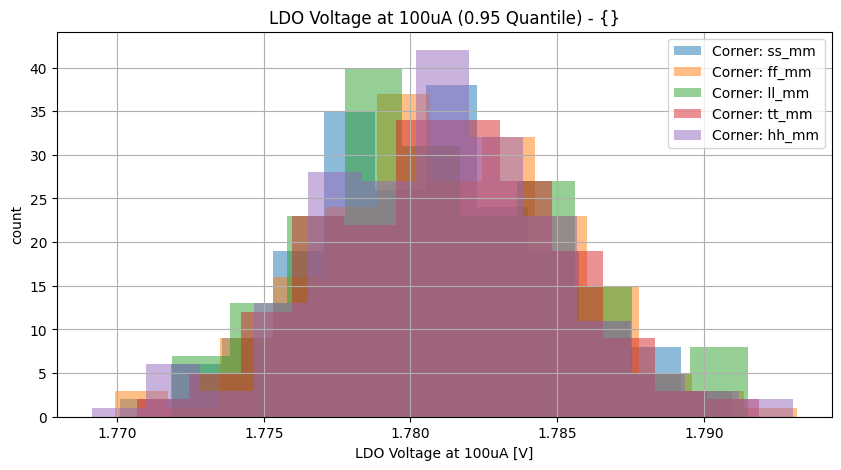 LDO Voltage at 100uA (0.95 Quantile) - {}
Corner: ss_mm
Corner: ff_mm
Corner: ll_mm
Corner: tt_mm
Corner: hh_mm
count
40
35
30
25
20
15
10
5
0
1.770 1.775 1.780 1.785 1.790
LDO Voltage at 100uA [V]